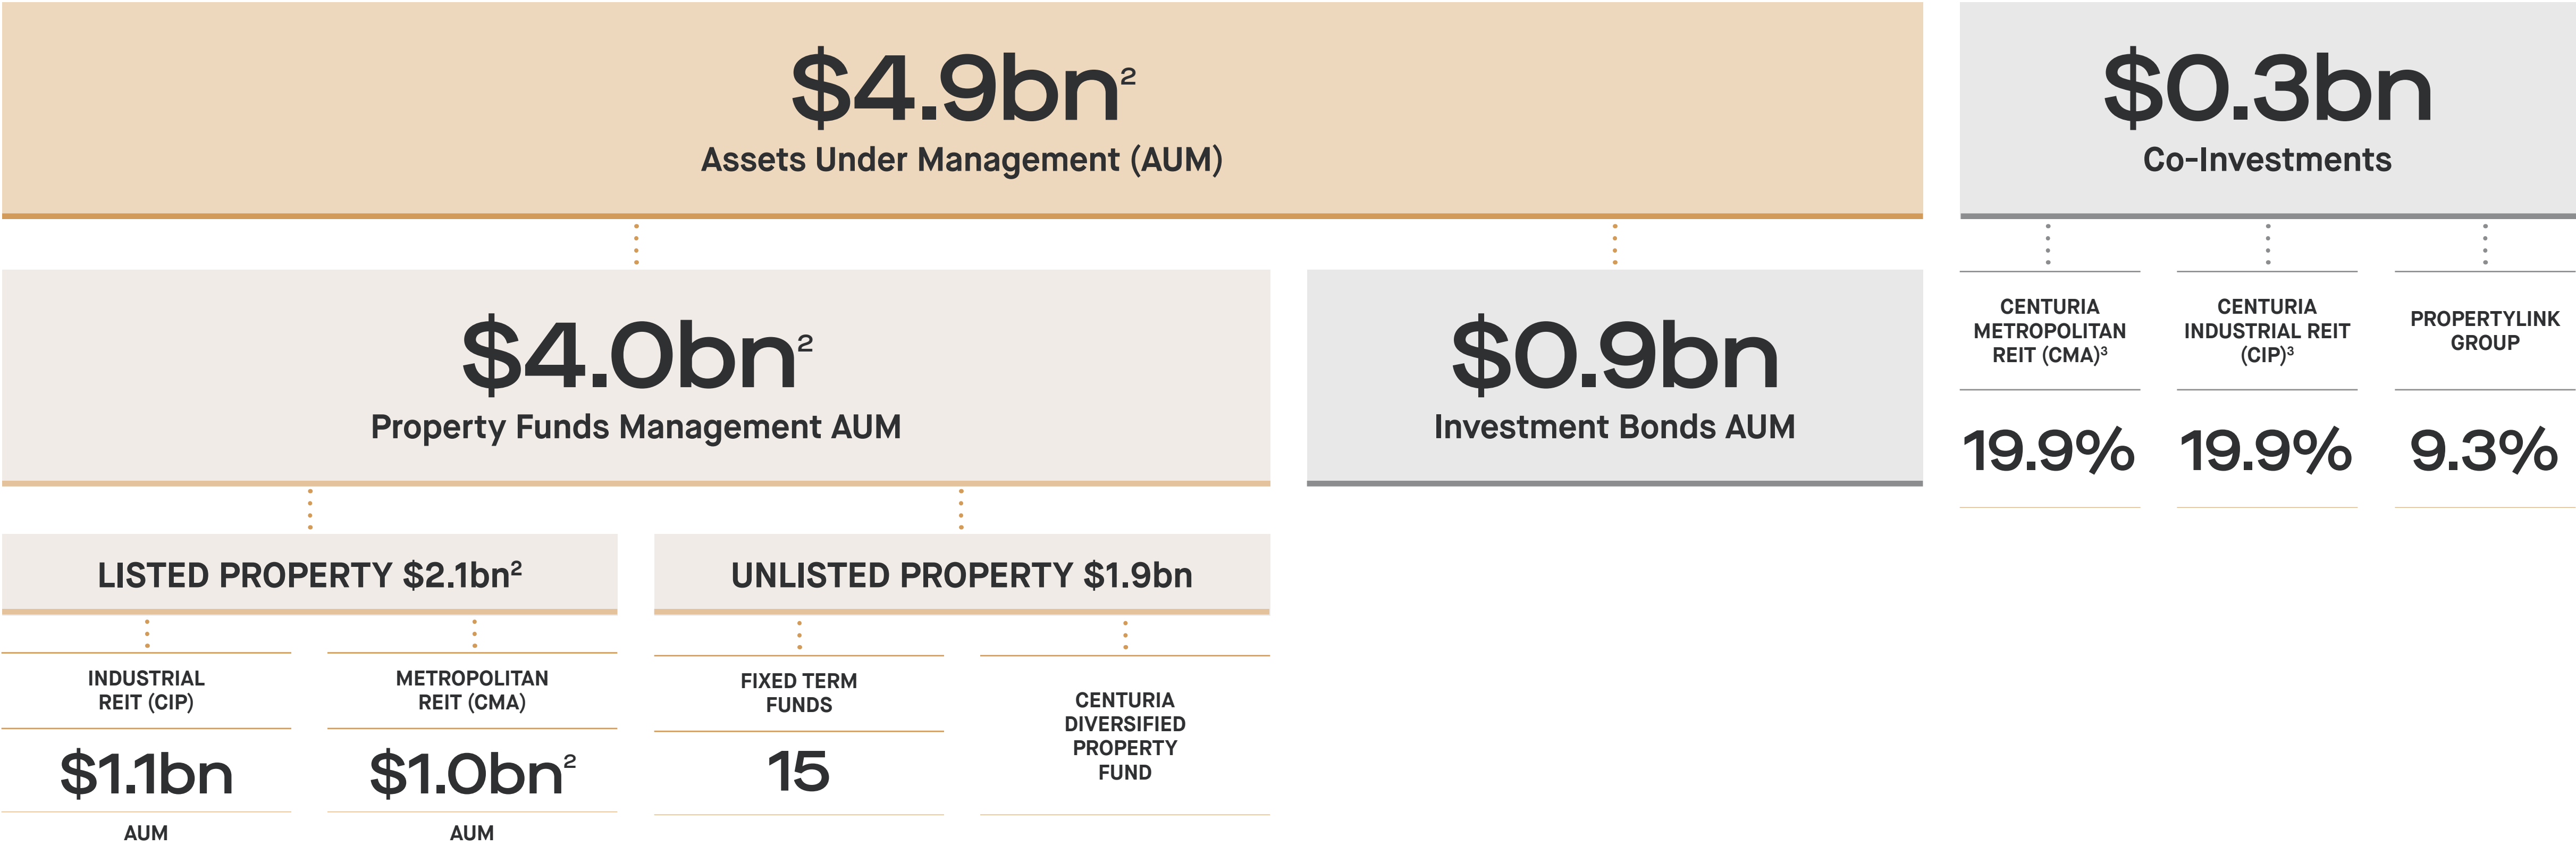 $4.9bn²
Assets Under Management (AUM)
$0.3bn
Co-Investments
$4.0bn²
Property Funds Management AUM
$0.9bn
Investment Bonds AUM
CENTURIA
METROPOLITAN
REIT (CMA)³
19.9%
CENTURIA
INDUSTRIAL REIT
(CIP)³
19.9%
PROPERTYLINK
GROUP
9.3%
LISTED PROPERTY $2.1bn²
UNLISTED PROPERTY $1.9bn
INDUSTRIAL
REIT (CIP)
$1.1bn
AUM
METROPOLITAN
REIT (CMA)
$1.0bn²
AUM
FIXED TERM
FUNDS
15
CENTURIA
DIVERSIFIED
PROPERTY
FUND